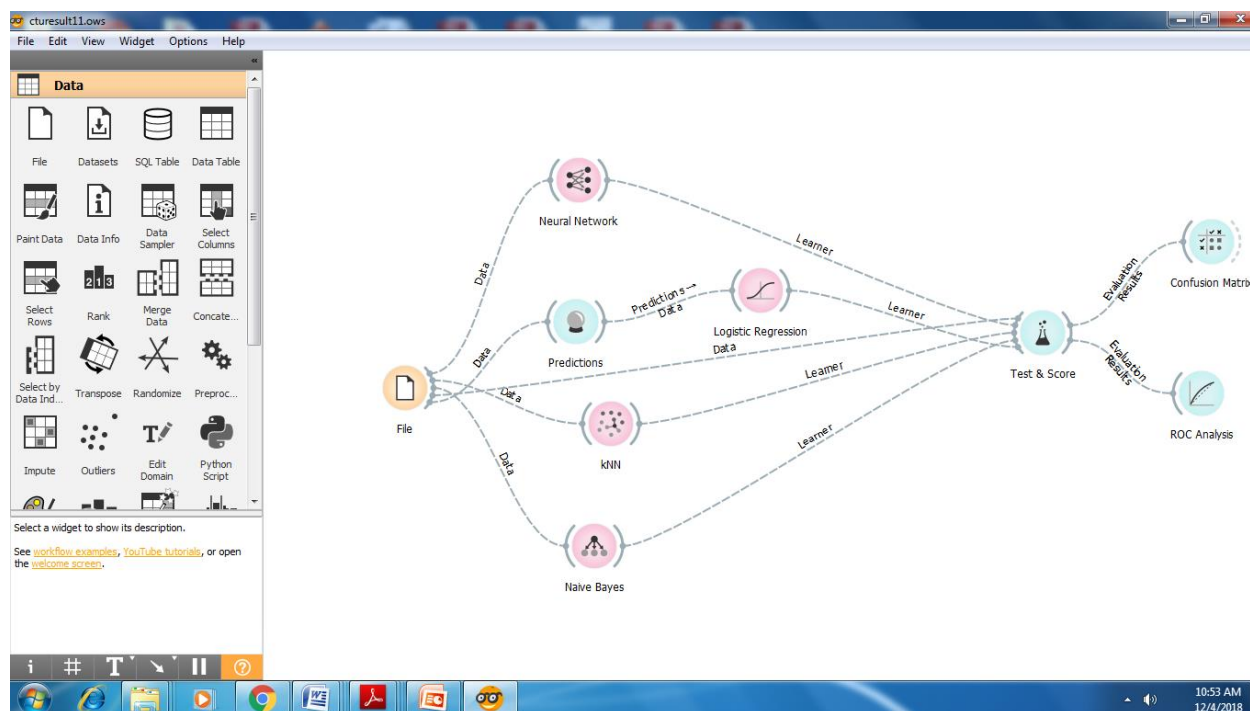 cturesult11.ows
File Edit View Widget Options Help
Data
File Datasets SQL Table Data Table
Paint Data Data Info Data Sampler Select Columns
Select Rows Rank Merge Data Concate...
Select by Data Ind... Transpose Randomize Preproc...
Impute Outliers Edit Domain Python Script
Select a widget to show its description.
See workflow examples, YouTube tutorials, or open
the welcome screen.
Neural Network
Data
Learner
Predictions → Data
Logistic Regression
Learner
Data
Predictions
Data
Learner
File
Data
kNN
Learner
Data
Naive Bayes
Test & Score
Evaluation Results
Confusion Matrix
Evaluation Results
ROC Analysis
10:53 AM
12/4/2018